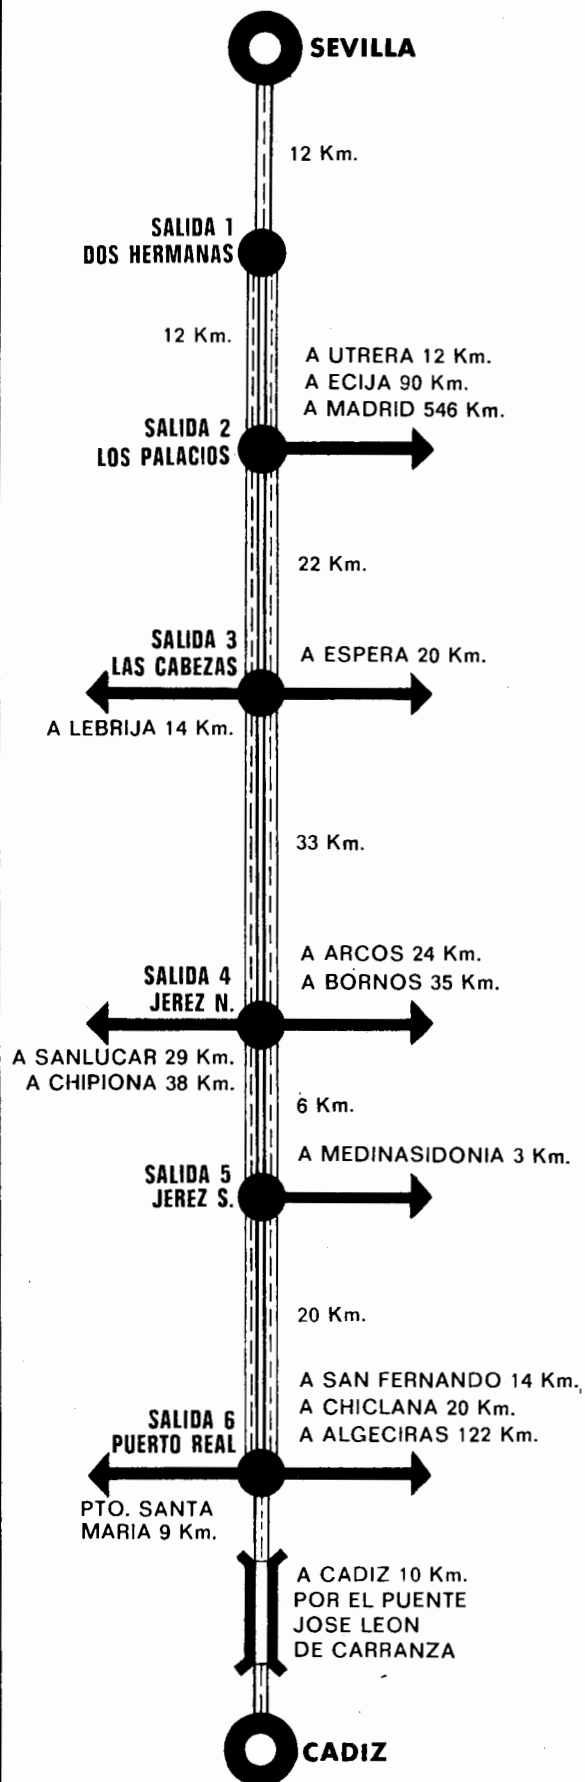 SEVILLA
12 Km.
SALIDA 1
DOS HERMANAS
12 Km.
A UTRERA 12 Km.
A ECIJA 90 Km.
A MADRID 546 Km.
SALIDA 2
LOS PALACIOS
22 Km.
SALIDA 3
LAS CABEZAS
A ESPERA 20 Km.
A LEBRIJA 14 Km.
33 Km.
A ARCOS 24 Km.
A BORNOS 35 Km.
SALIDA 4
JEREZ N.
A SANLUCAR 29 Km.
A CHIPIONA 38 Km.
6 Km.
A MEDINASIDONIA 3 Km.
SALIDA 5
JEREZ S.
20 Km.
A SAN FERNANDO 14 Km.
A CHICLANA 20 Km.
A ALGECIRAS 122 Km.
SALIDA 6
PUERTO REAL
PTO. SANTA
MARIA 9 Km.
A CADIZ 10 Km.
POR EL PUENTE
JOSE LEON
DE CARRANZA
CADIZ